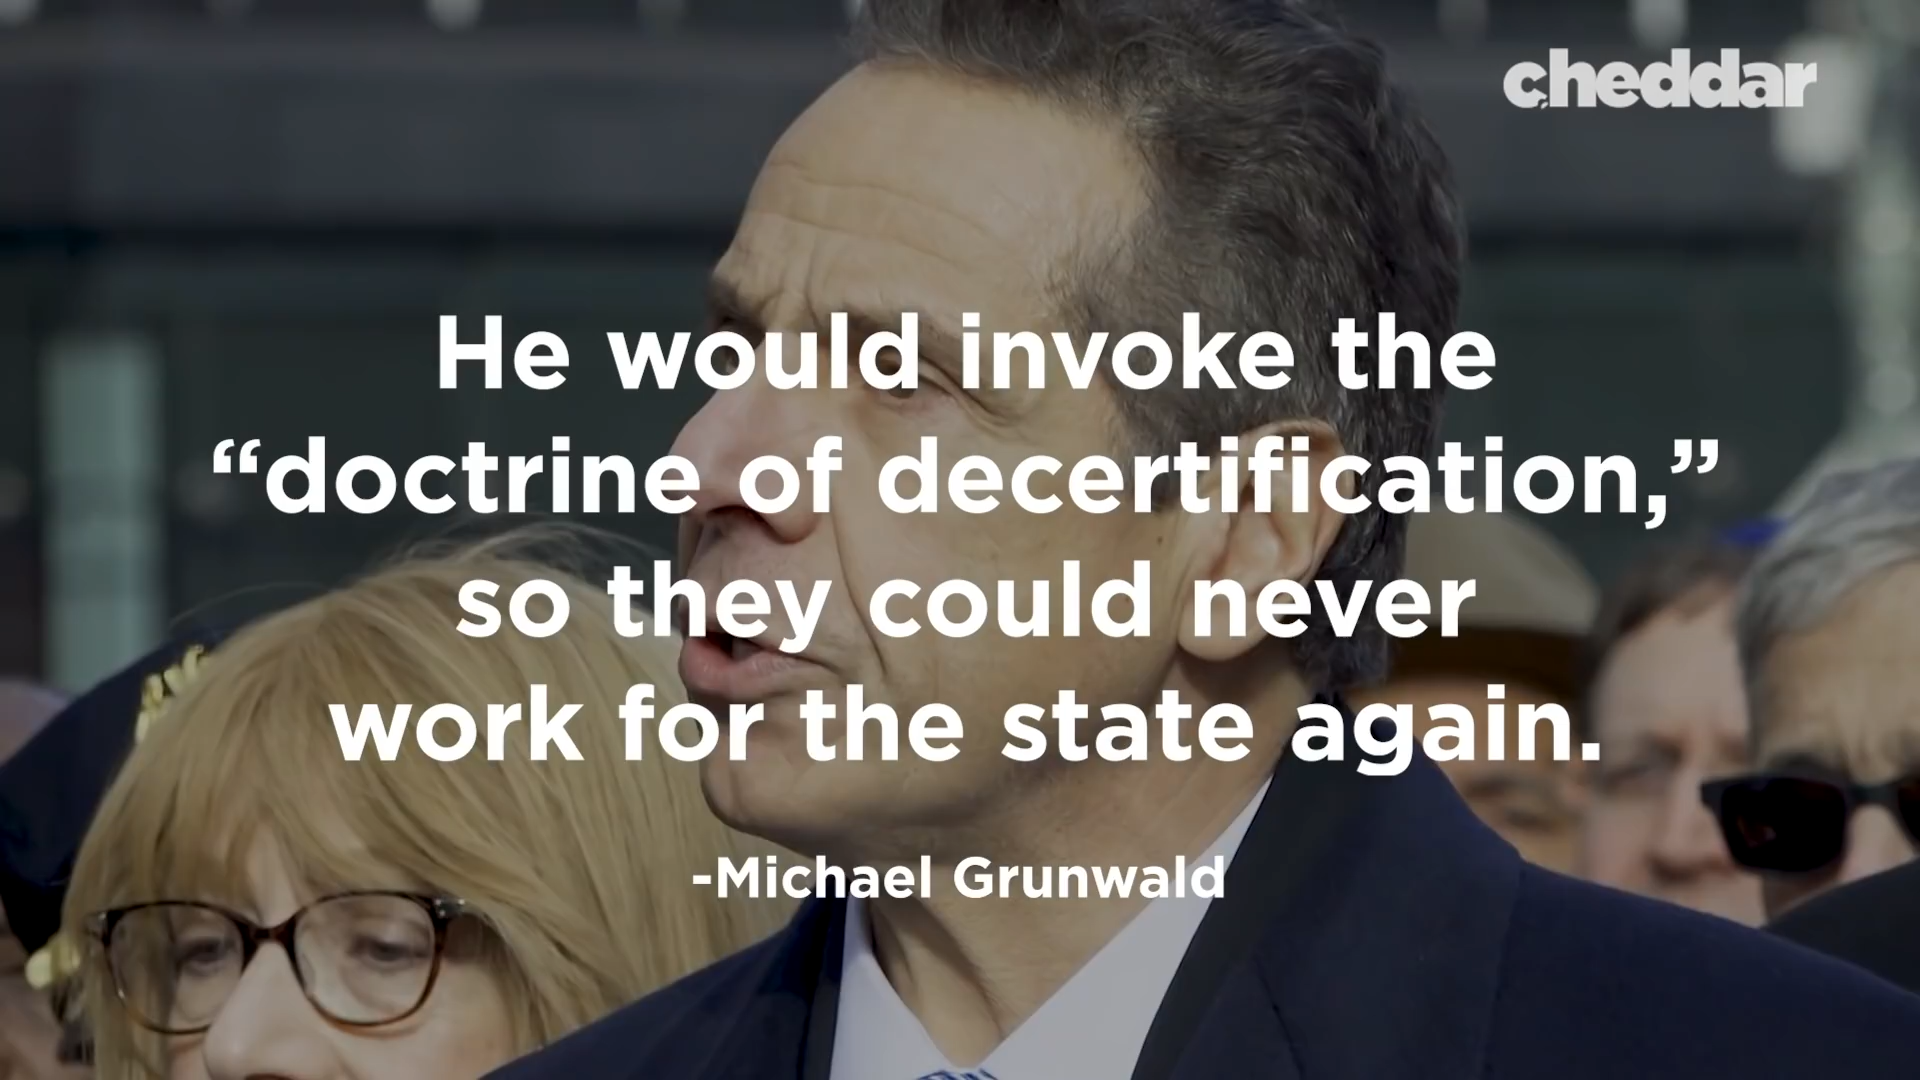 cheddar
He would invoke the
“doctrine of decertification,”
so they could never
work for the state again.
-Michael Grunwald